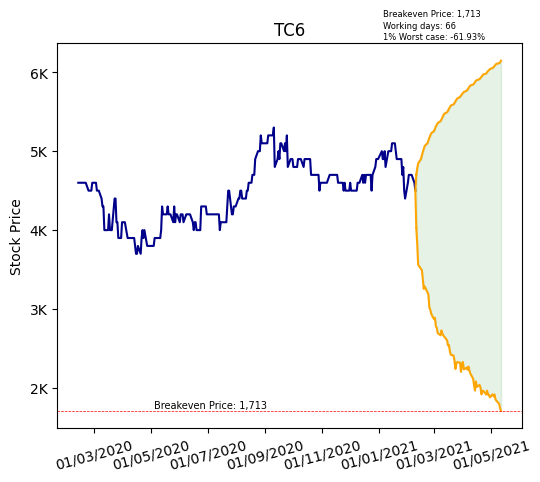 Breakeven Price: 1,713
Working days: 66
1% Worst case: -61.93%
TC6
Stock Price
6K
5K
4K
3K
2K
Breakeven Price: 1,713
01/03/2020 01/05/2020 01/07/2020 01/09/2020 01/11/2020 01/01/2021 01/03/2021 01/05/2021